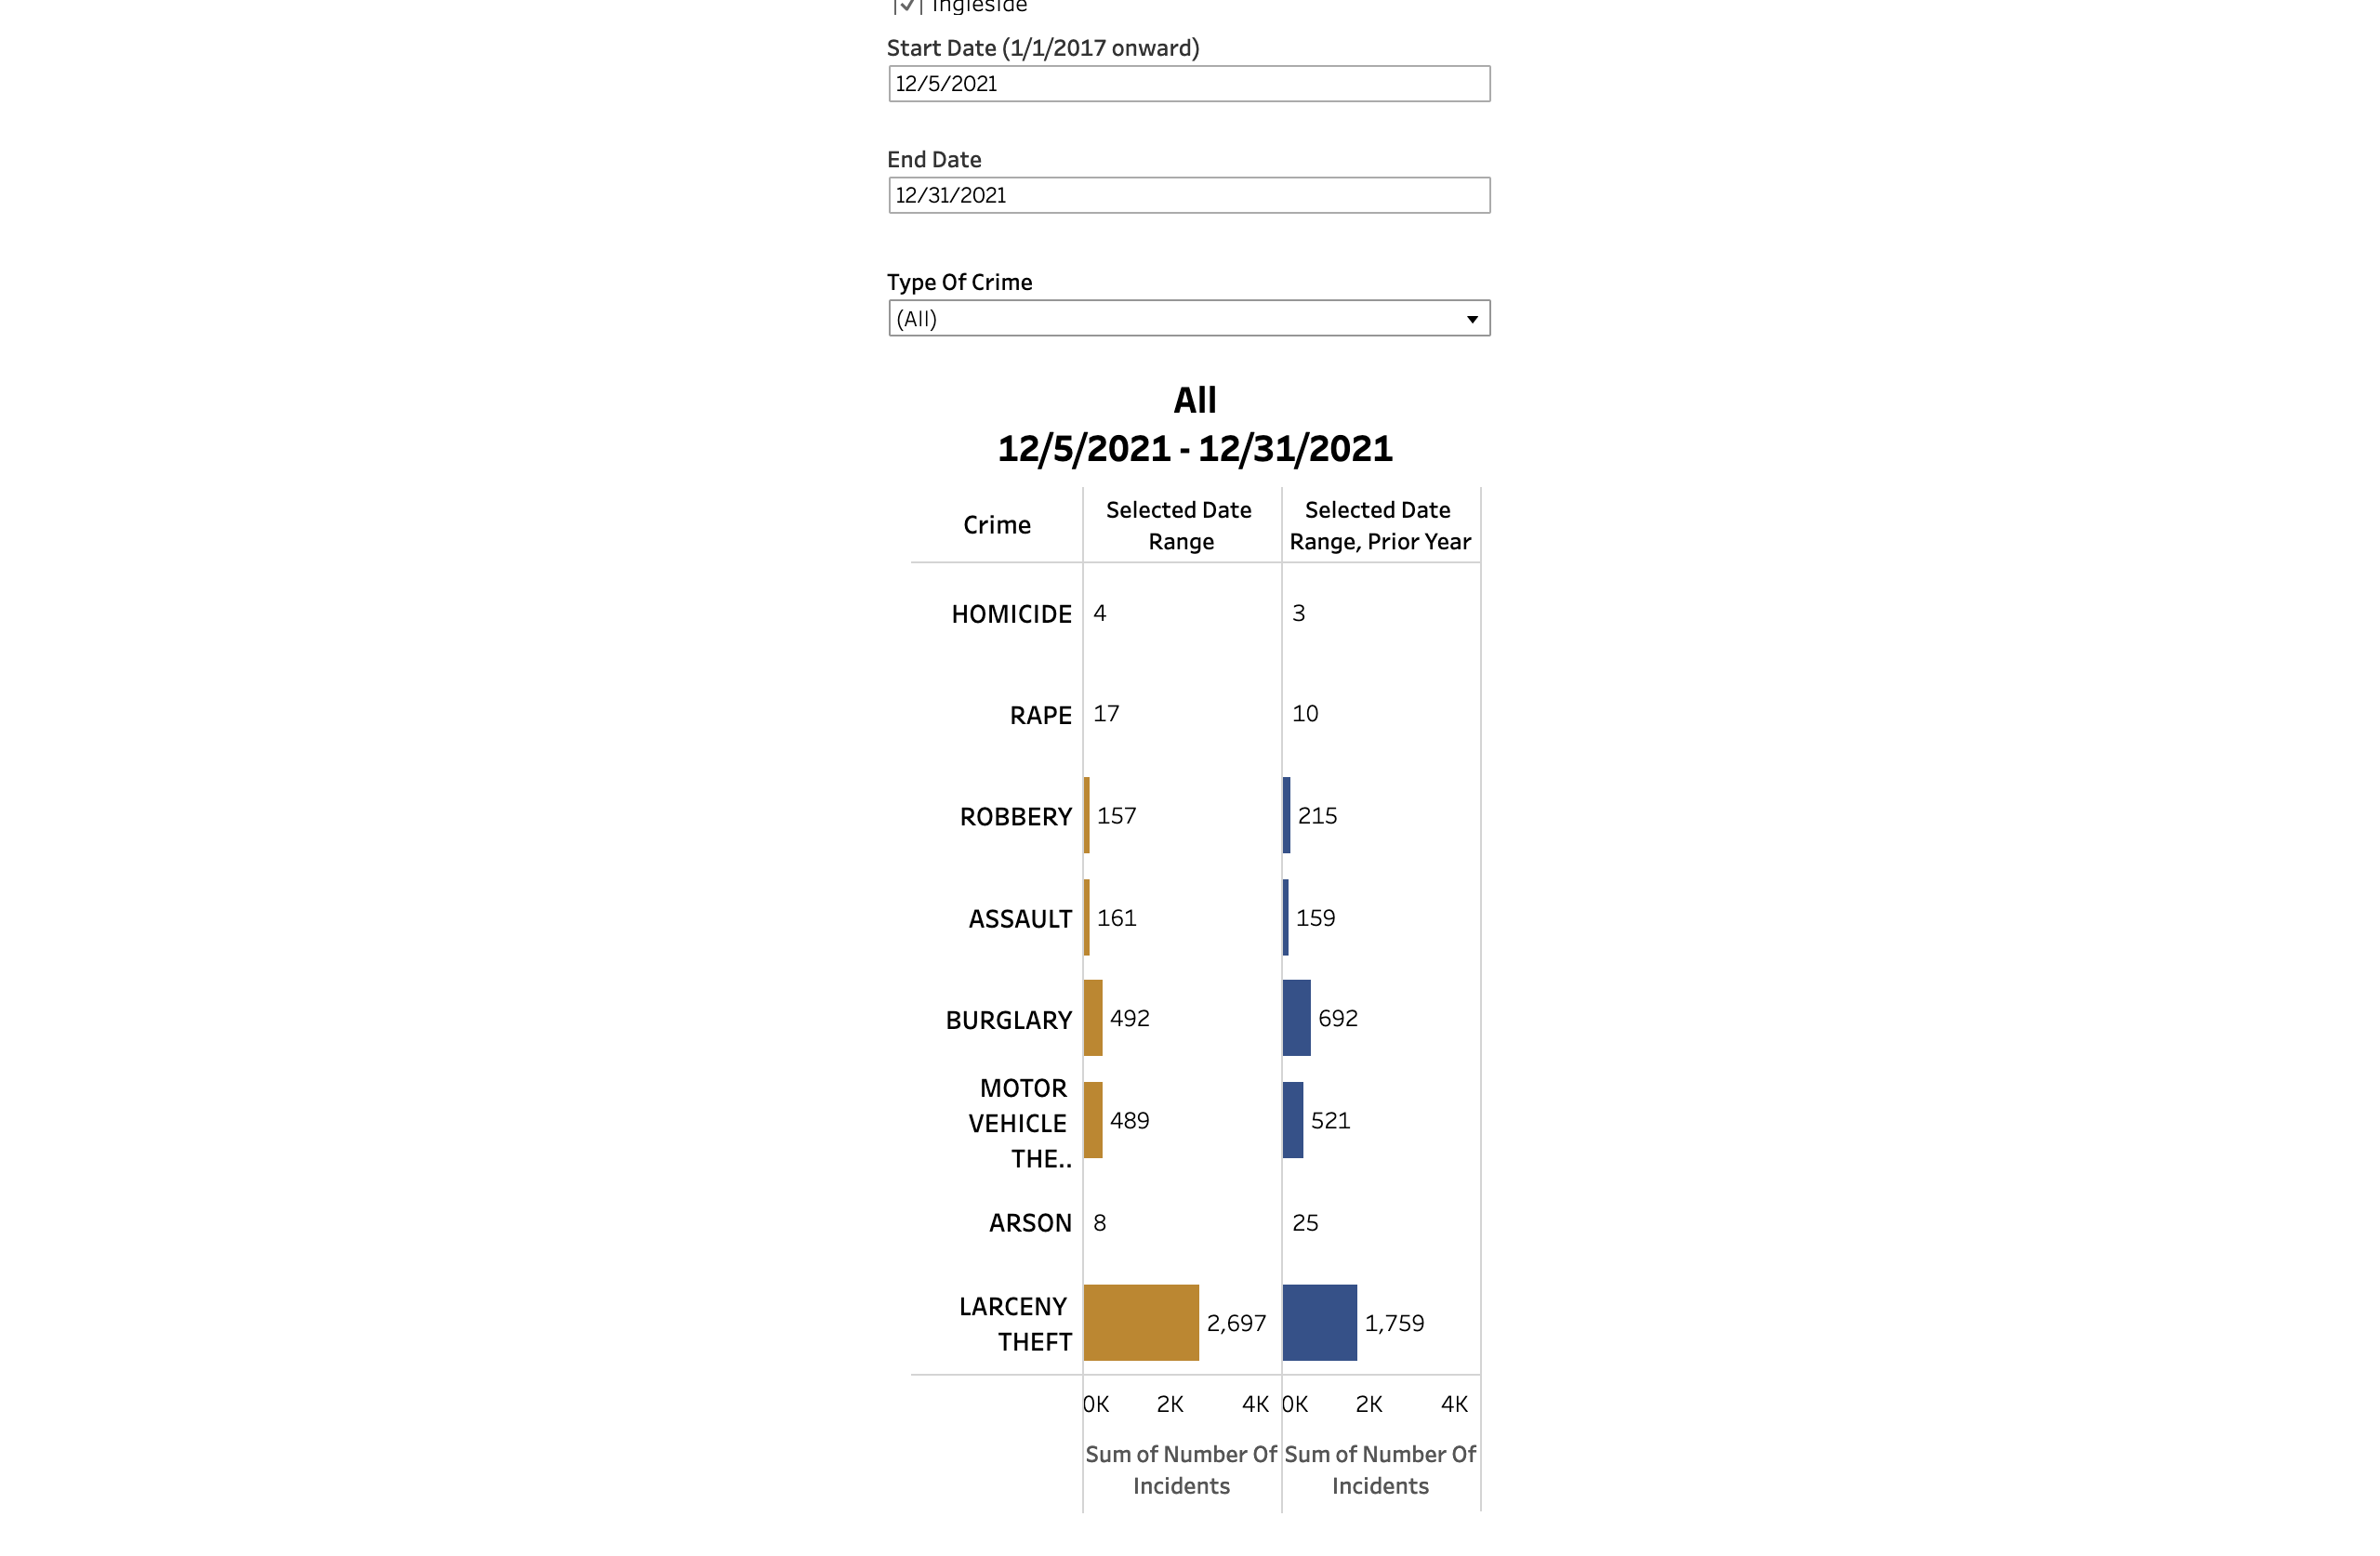 Ingleside
Start Date (1/1/2017 onward)
12/5/2021
End Date
12/31/2021
Type Of Crime
(All)
All
12/5/2021 - 12/31/2021
Crime
Selected Date
Range
Selected Date
Range, Prior Year
HOMICIDE 4 3
RAPE 17 10
ROBBERY 157 215
ASSAULT 161 159
BURGLARY 492 692
MOTOR
VEHICLE 489 521
THE..
ARSON 8 25
LARCENY
THEFT 2,697 1,759
0K 2K 4K 0K 2K 4K
Sum of Number Of
Incidents
Sum of Number Of
Incidents